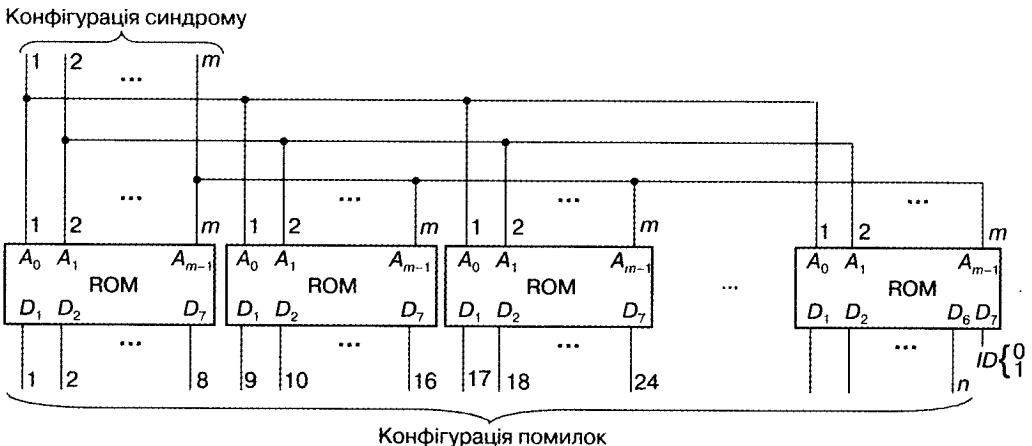 Конфігурація синдрому
1 2 ... m
... 
1 2 ... m 1 2 ... m 1 2 ... m 1 2 ... m
A₀ A₁ Aₘ₋₁ A₀ A₁ Aₘ₋₁ A₀ A₁ Aₘ₋₁ A₀ A₁ Aₘ₋₁
ROM ROM ROM ... ROM
D₁ D₂ D₇ D₁ D₂ D₇ D₁ D₂ D₇ D₁ D₂ D₆ D₇
... ... ... ...
1 2 8 9 10 16 17 18 24 n ID{0 1
Конфігурація помилок